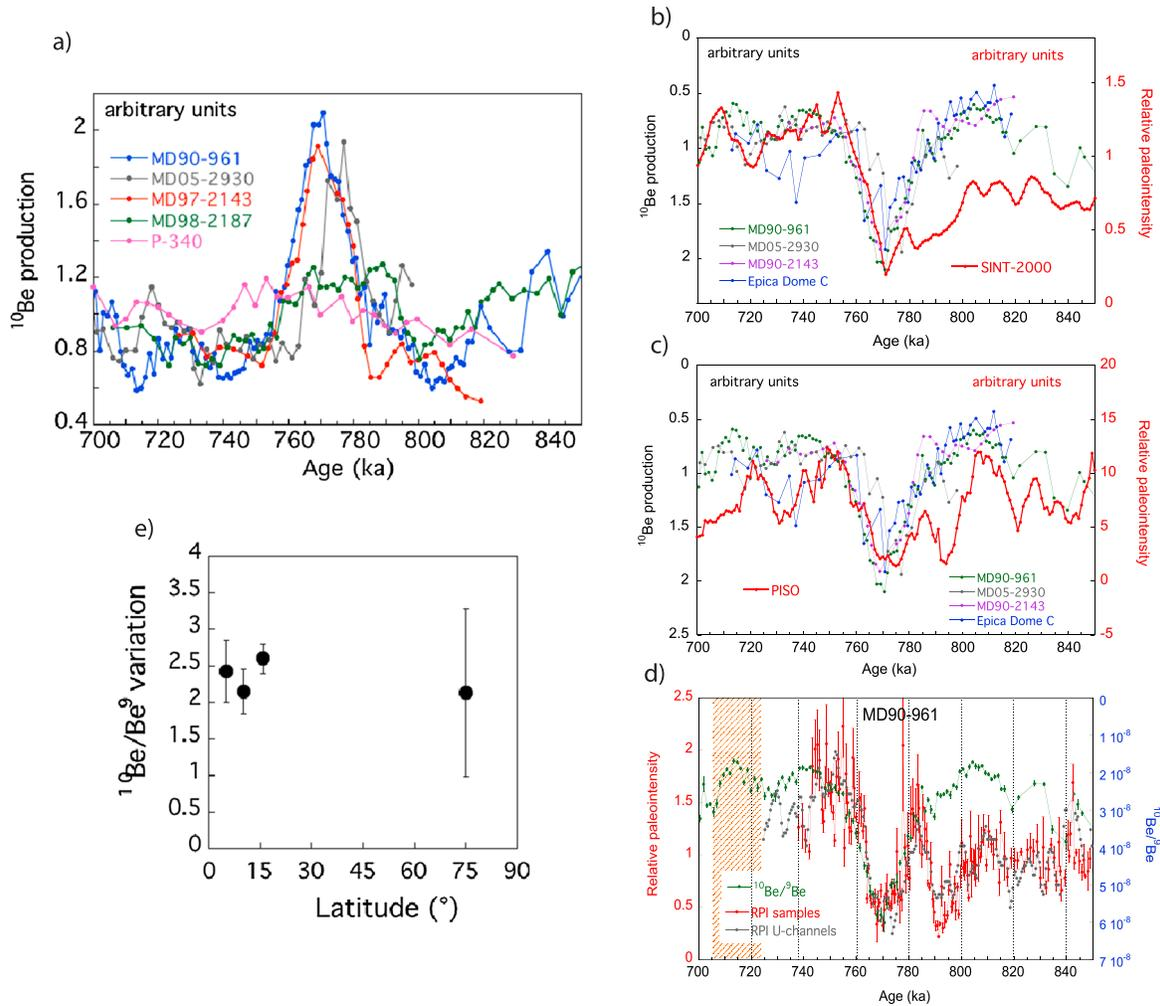 a)
arbitrary units
MD90-961
MD05-2930
MD97-2143
MD98-2187
P-340
2
1.6
1.2
0.8
0.4
700 720 740 760 780 800 820 840
¹⁰Be production
Age (ka)
b)
arbitrary units
arbitrary units
0
0.5
1
1.5
2
1.5
1
0.5
0
¹⁰Be production
Relative paleointensity
MD90-961
MD05-2930
MD90-2143
Epica Dome C
SINT-2000
700 720 740 760 780 800 820 840
Age (ka)
c)
arbitrary units
arbitrary units
0
0.5
1
1.5
2
2.5
20
15
10
5
0
-5
¹⁰Be production
Relative paleointensity
PISO
MD90-961
MD05-2930
MD90-2143
Epica Dome C
700 720 740 760 780 800 820 840
Age (ka)
e)
4
3.5
3
2.5
2
1.5
1
0.5
0
¹⁰Be/Be⁹ variation
0 15 30 45 60 75 90
Latitude (°)
d)
MD90-961
2.5
2
1.5
1
0.5
0
Relative paleointensity
0
1 10⁻⁸
2 10⁻⁸
3 10⁻⁸
4 10⁻⁸
5 10⁻⁸
6 10⁻⁸
7 10⁻⁸
¹⁰Be/⁹Be
¹⁰Be/⁹Be
RPI samples
RPI U-channels
700 720 740 760 780 800 820 840
Age (ka)